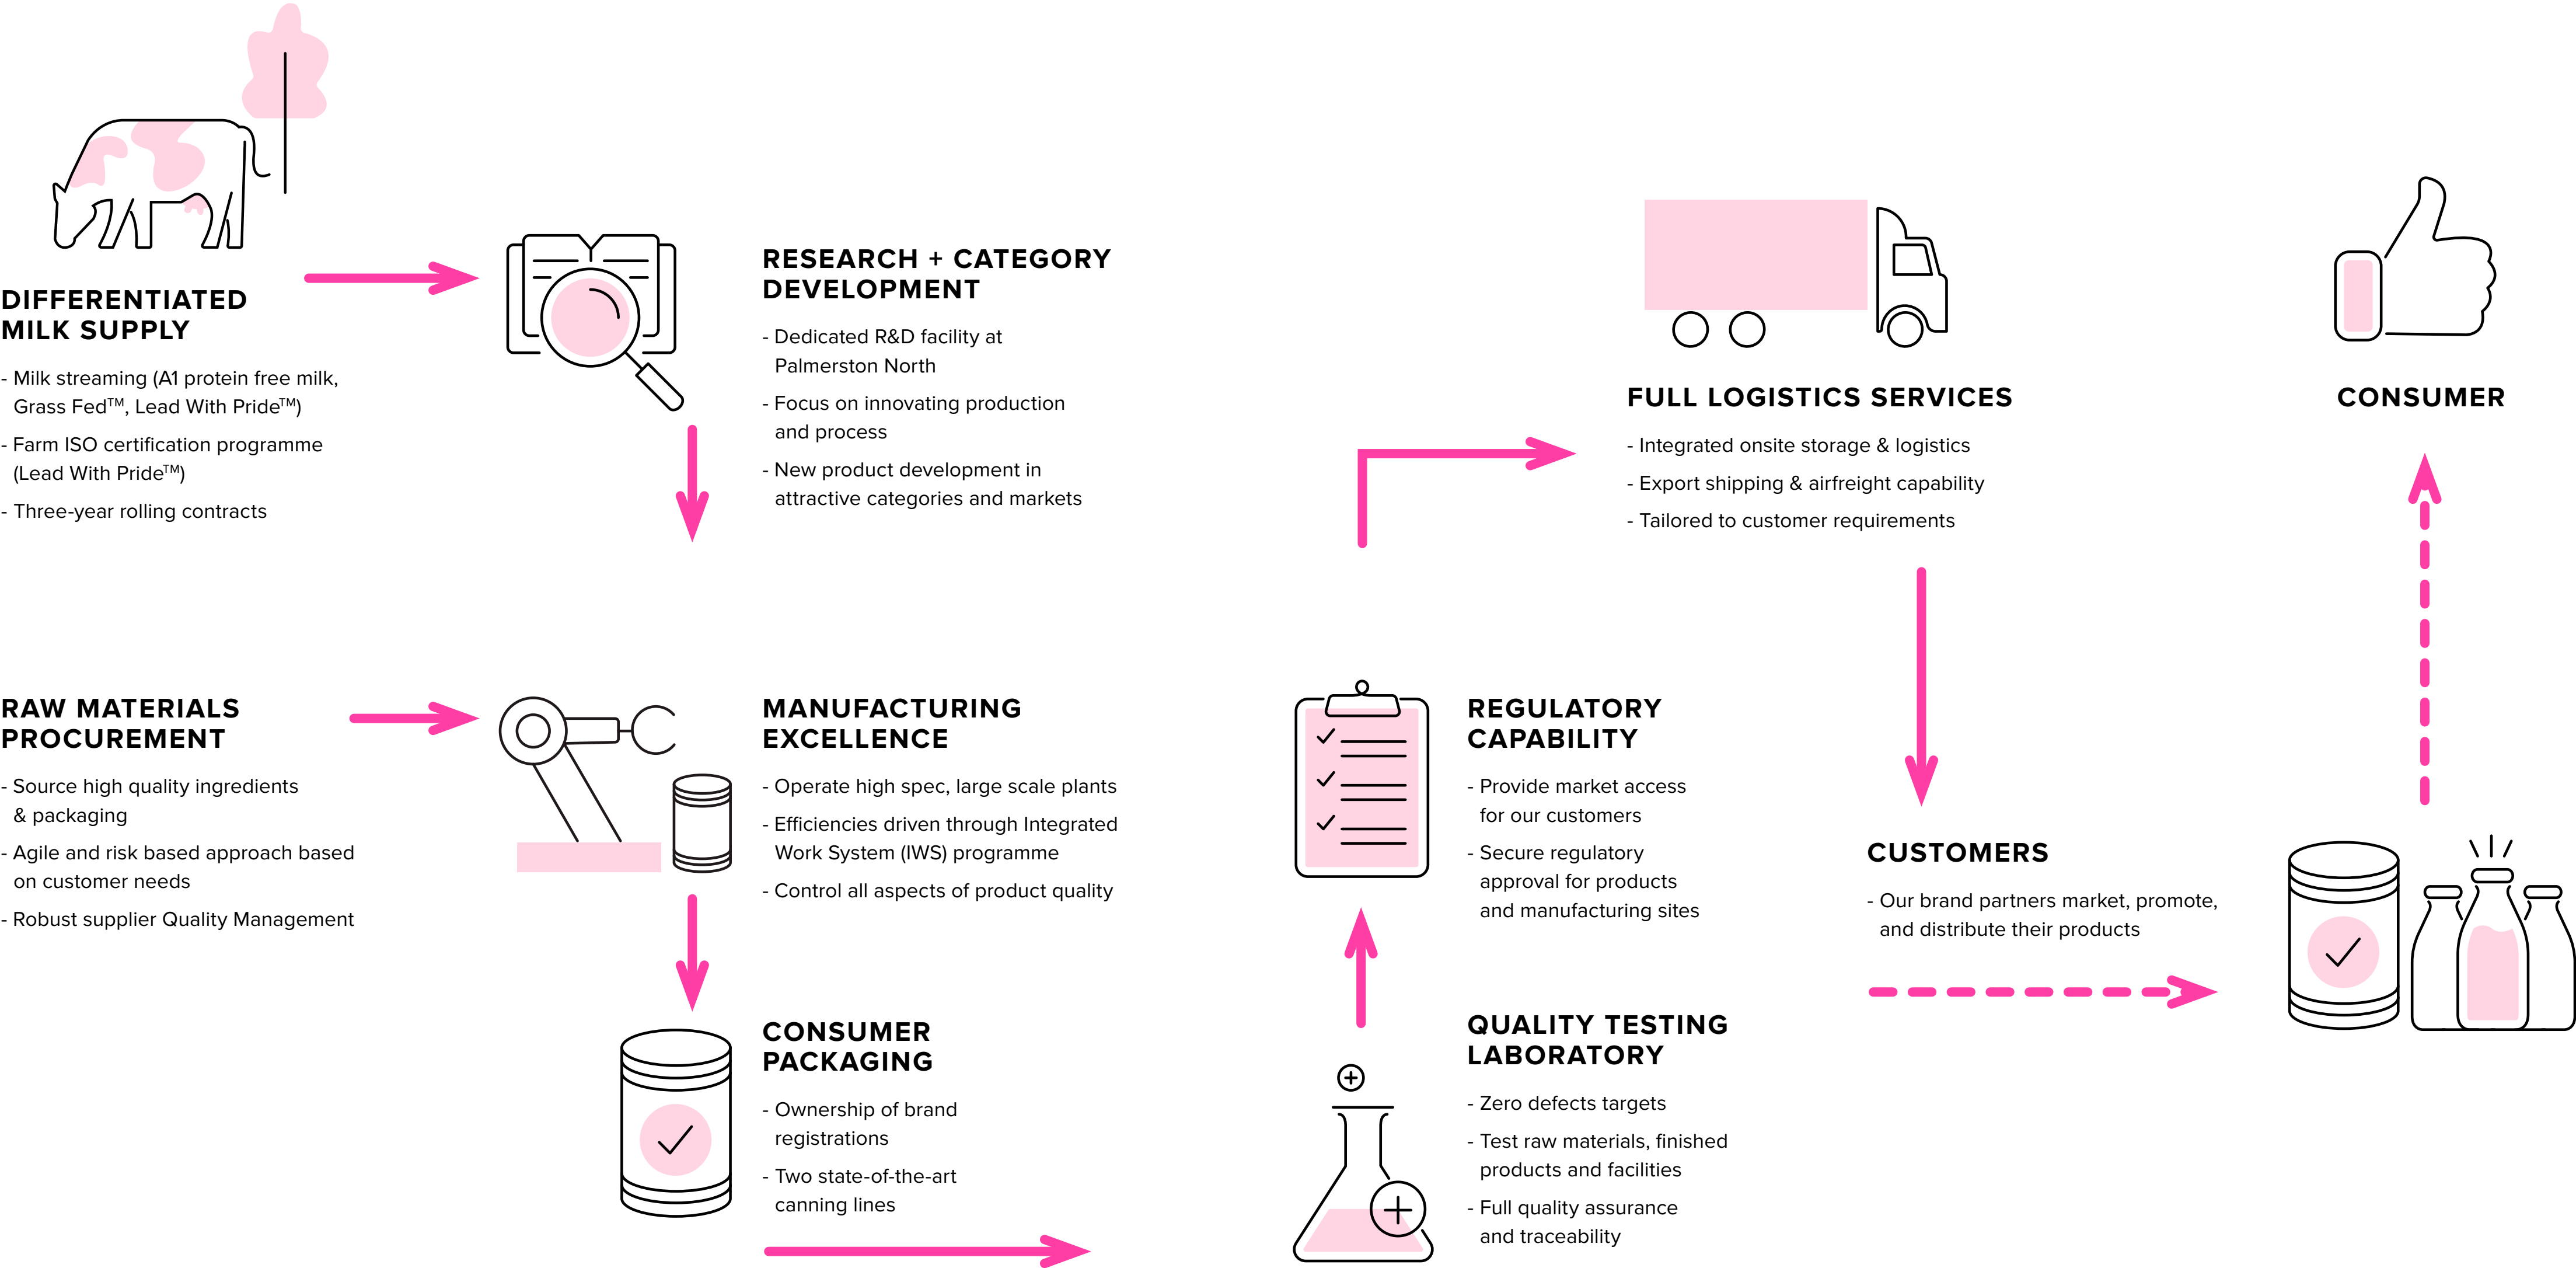 DIFFERENTIATED
MILK SUPPLY
- Milk streaming (A1 protein free milk,
Grass Fed™, Lead With Pride™)
- Farm ISO certification programme
(Lead With Pride™)
- Three-year rolling contracts
RESEARCH + CATEGORY
DEVELOPMENT
- Dedicated R&D facility at
Palmerston North
- Focus on innovating production
and process
- New product development in
attractive categories and markets
RAW MATERIALS
PROCUREMENT
- Source high quality ingredients
& packaging
- Agile and risk based approach based
on customer needs
- Robust supplier Quality Management
MANUFACTURING
EXCELLENCE
- Operate high spec, large scale plants
- Efficiencies driven through Integrated
Work System (IWS) programme
- Control all aspects of product quality
CONSUMER
PACKAGING
- Ownership of brand
registrations
- Two state-of-the-art
canning lines
QUALITY TESTING
LABORATORY
- Zero defects targets
- Test raw materials, finished
products and facilities
- Full quality assurance
and traceability
REGULATORY
CAPABILITY
- Provide market access
for our customers
- Secure regulatory
approval for products
and manufacturing sites
FULL LOGISTICS SERVICES
- Integrated onsite storage & logistics
- Export shipping & airfreight capability
- Tailored to customer requirements
CUSTOMERS
- Our brand partners market, promote,
and distribute their products
CONSUMER